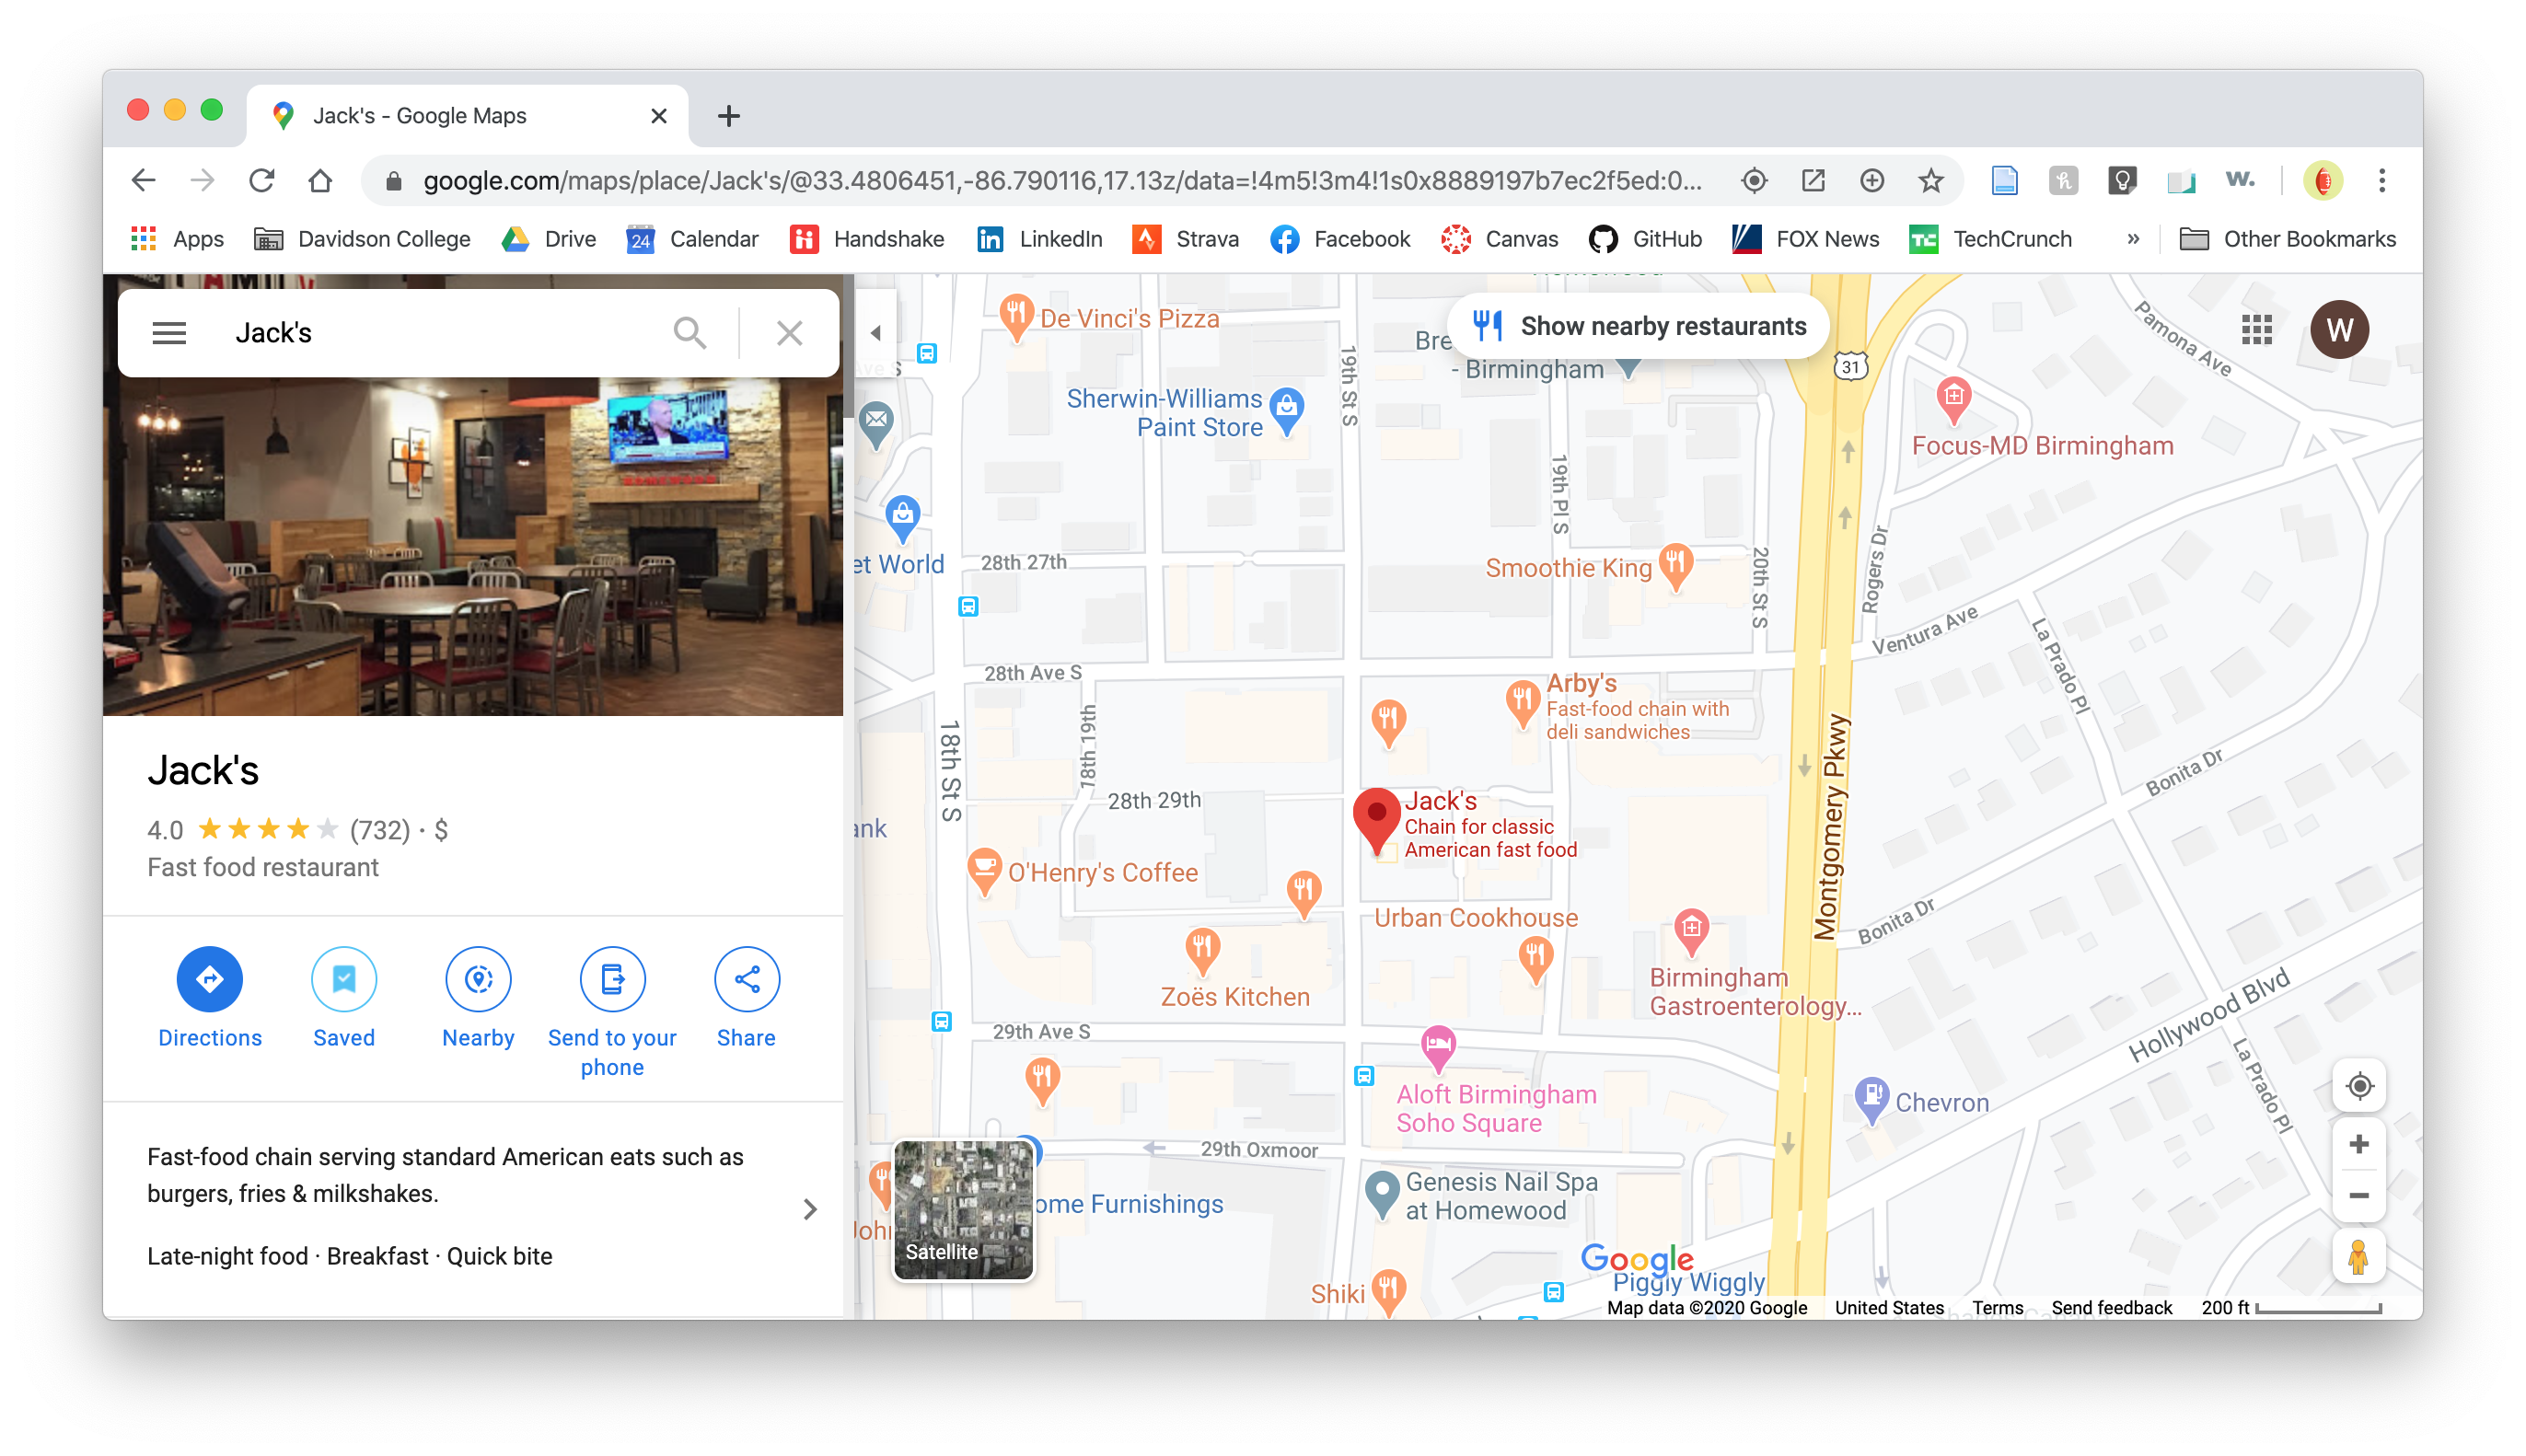 Jack's - Google Maps
google.com/maps/place/Jack's/@33.4806451,-86.790116,17.13z/data=!4m5!3m4!1s0x8889197b7ec2f5ed:0...
Apps
Davidson College
Drive
24
Calendar
Handshake
LinkedIn
Strava
Facebook
Canvas
GitHub
FOX News
TC
TechCrunch
»
Other Bookmarks
Jack's
Jack's
4.0 (732) · $
Fast food restaurant
Directions
Saved
Nearby
Send to your
phone
Share
Fast-food chain serving standard American eats such as
burgers, fries & milkshakes.
Late-night food · Breakfast · Quick bite
Show nearby restaurants
W
De Vinci's Pizza
Bre
- Birmingham
31
Pamona Ave
Ave S
19th St S
Sherwin-Williams
Paint Store
Focus-MD Birmingham
19th Pl S
et World
28th 27th
Smoothie King
20th St S
Rogers Dr
Ventura Ave
La Prado Pl
28th Ave S
Arby's
Fast-food chain with
deli sandwiches
18th St S
18th 19th
Montgomery Pkwy
Bonita Dr
28th 29th
Jack's
Chain for classic
American fast food
ank
O'Henry's Coffee
Urban Cookhouse
Bonita Dr
Zoës Kitchen
Birmingham
Gastroenterology...
29th Ave S
Hollywood Blvd
La Prado Pl
Aloft Birmingham
Soho Square
Chevron
29th Oxmoor
Genesis Nail Spa
at Homewood
ome Furnishings
John
Satellite
Google
Piggly Wiggly
Shiki
Map data ©2020 Google
United States
Terms
Send feedback
200 ft